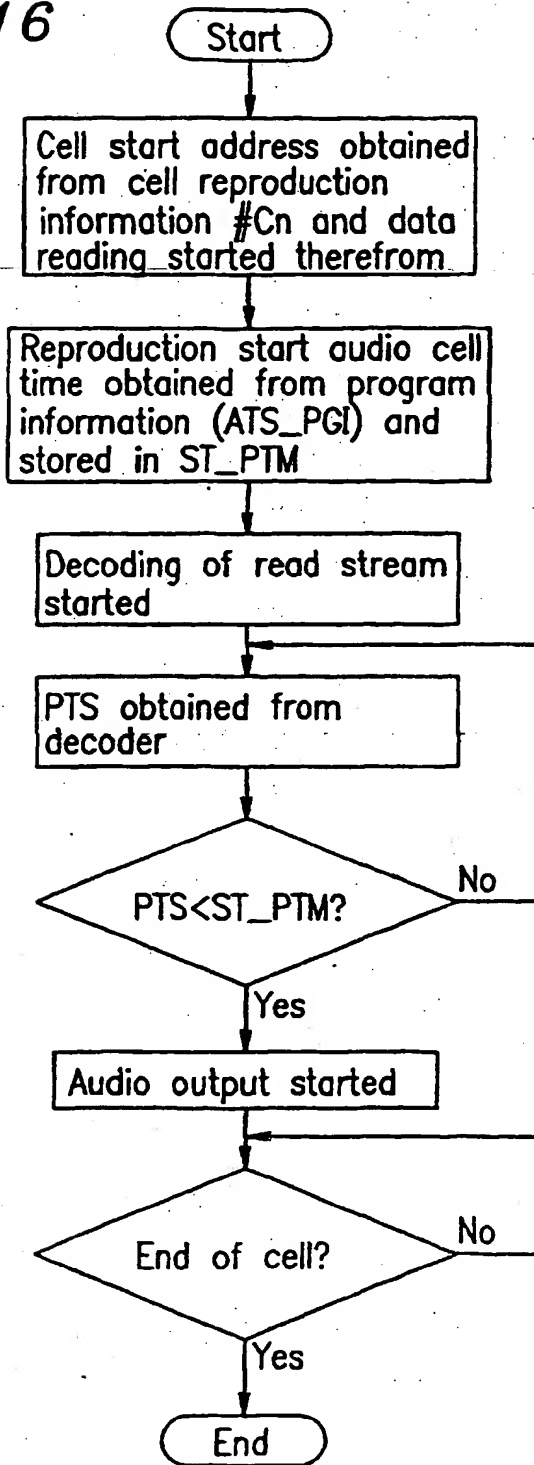 16
Start
Cell start address obtained
from cell reproduction
information #Cn and data
reading started therefrom
Reproduction start audio cell
time obtained from program
information (ATS_PGI) and
stored in ST_PTM
Decoding of read stream
started
PTS obtained from
decoder
PTS<ST_PTM?
No
Yes
Audio output started
End of cell?
No
Yes
End